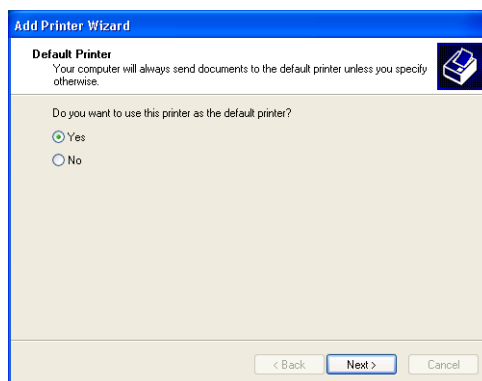 Add Printer Wizard
Default Printer
Your computer will always send documents to the default printer unless you specify
otherwise.
Do you want to use this printer as the default printer?
Yes
No
< Back
Next >
Cancel